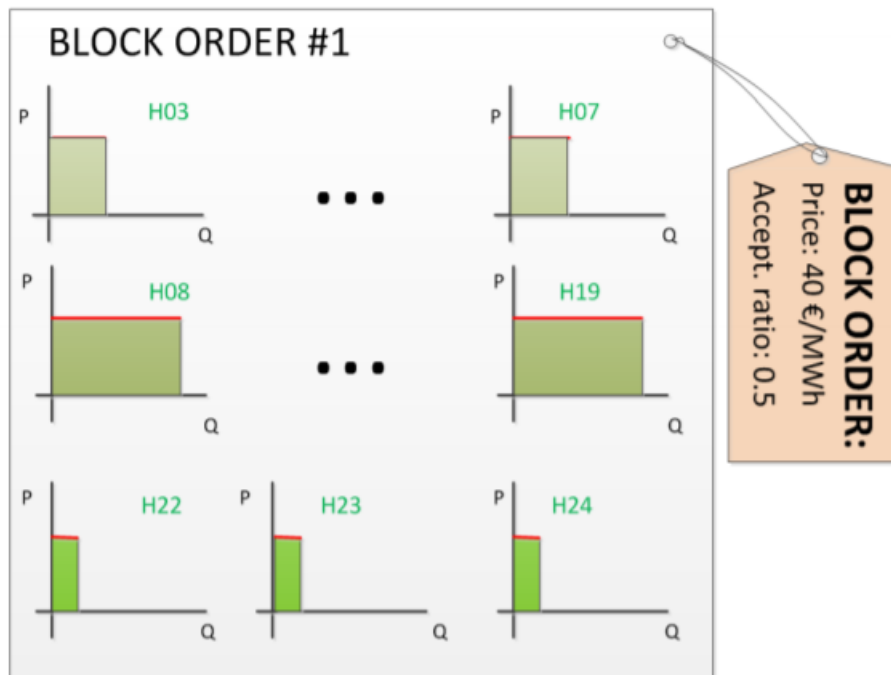 BLOCK ORDER #1
P
H03
Q
P
H07
Q
P
H08
Q
P
H19
Q
P
H22
Q
P
H23
Q
P
H24
Q
BLOCK ORDER:
Price: 40 €/MWh
Accept. ratio: 0.5